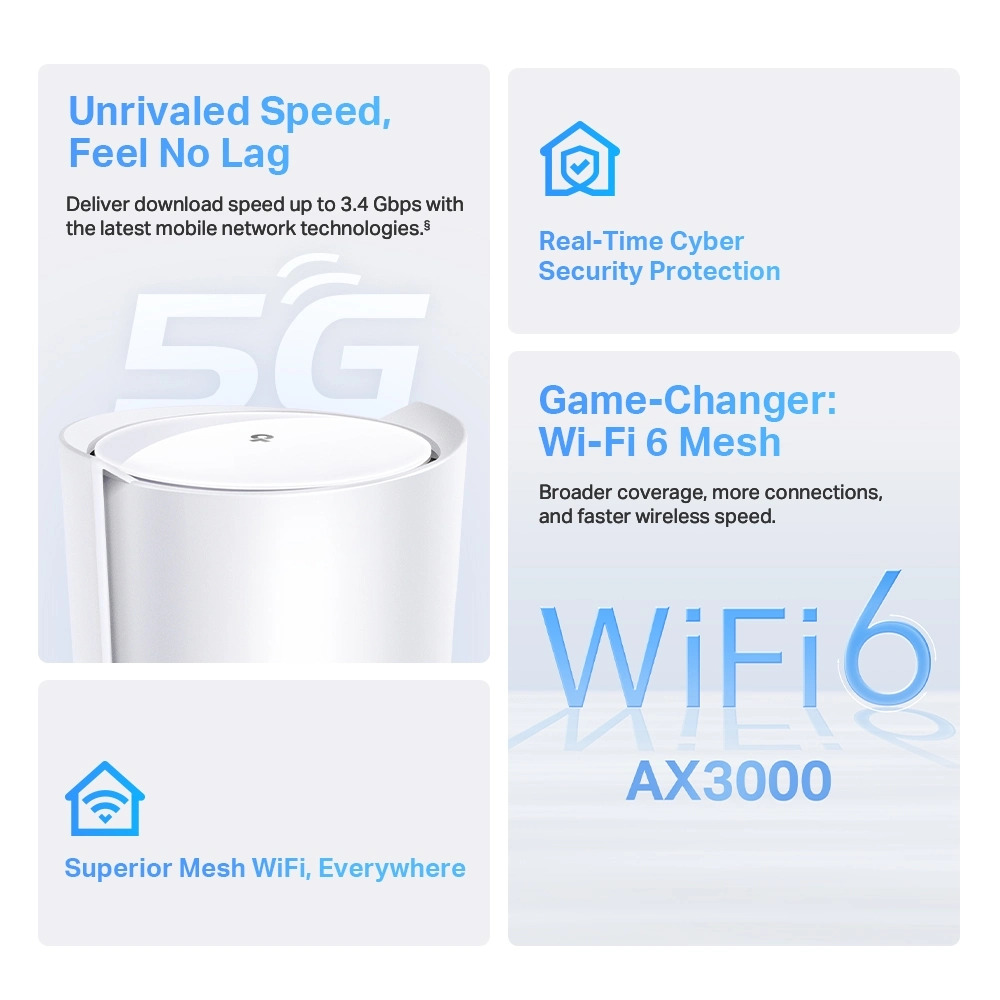 Unrivaled Speed,
Feel No Lag
Deliver download speed up to 3.4 Gbps with
the latest mobile network technologies.§
5G
Real-Time Cyber
Security Protection
Game-Changer:
Wi-Fi 6 Mesh
Broader coverage, more connections,
and faster wireless speed.
WiFi 6
AX3000
Superior Mesh WiFi, Everywhere